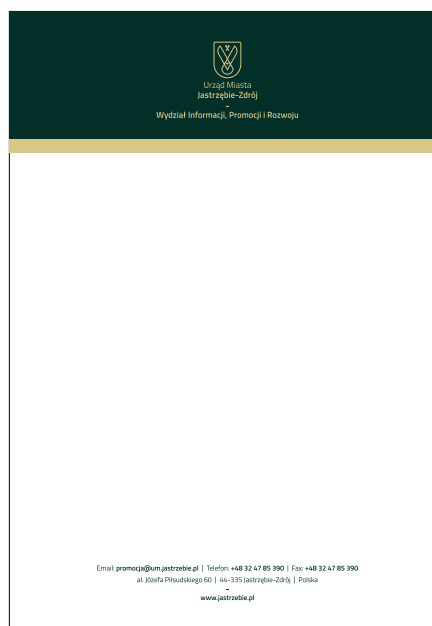 Urząd Miasta
Jastrzębie-Zdrój
–
Wydział Informacji, Promocji i Rozwoju
Email: promocja@um.jastrzebie.pl | Telefon: +48 32 47 85 390 | Fax: +48 32 47 85 390
al. Józefa Piłsudskiego 60 | 44-335 Jastrzębie-Zdrój | Polska
–
www.jastrzebie.pl